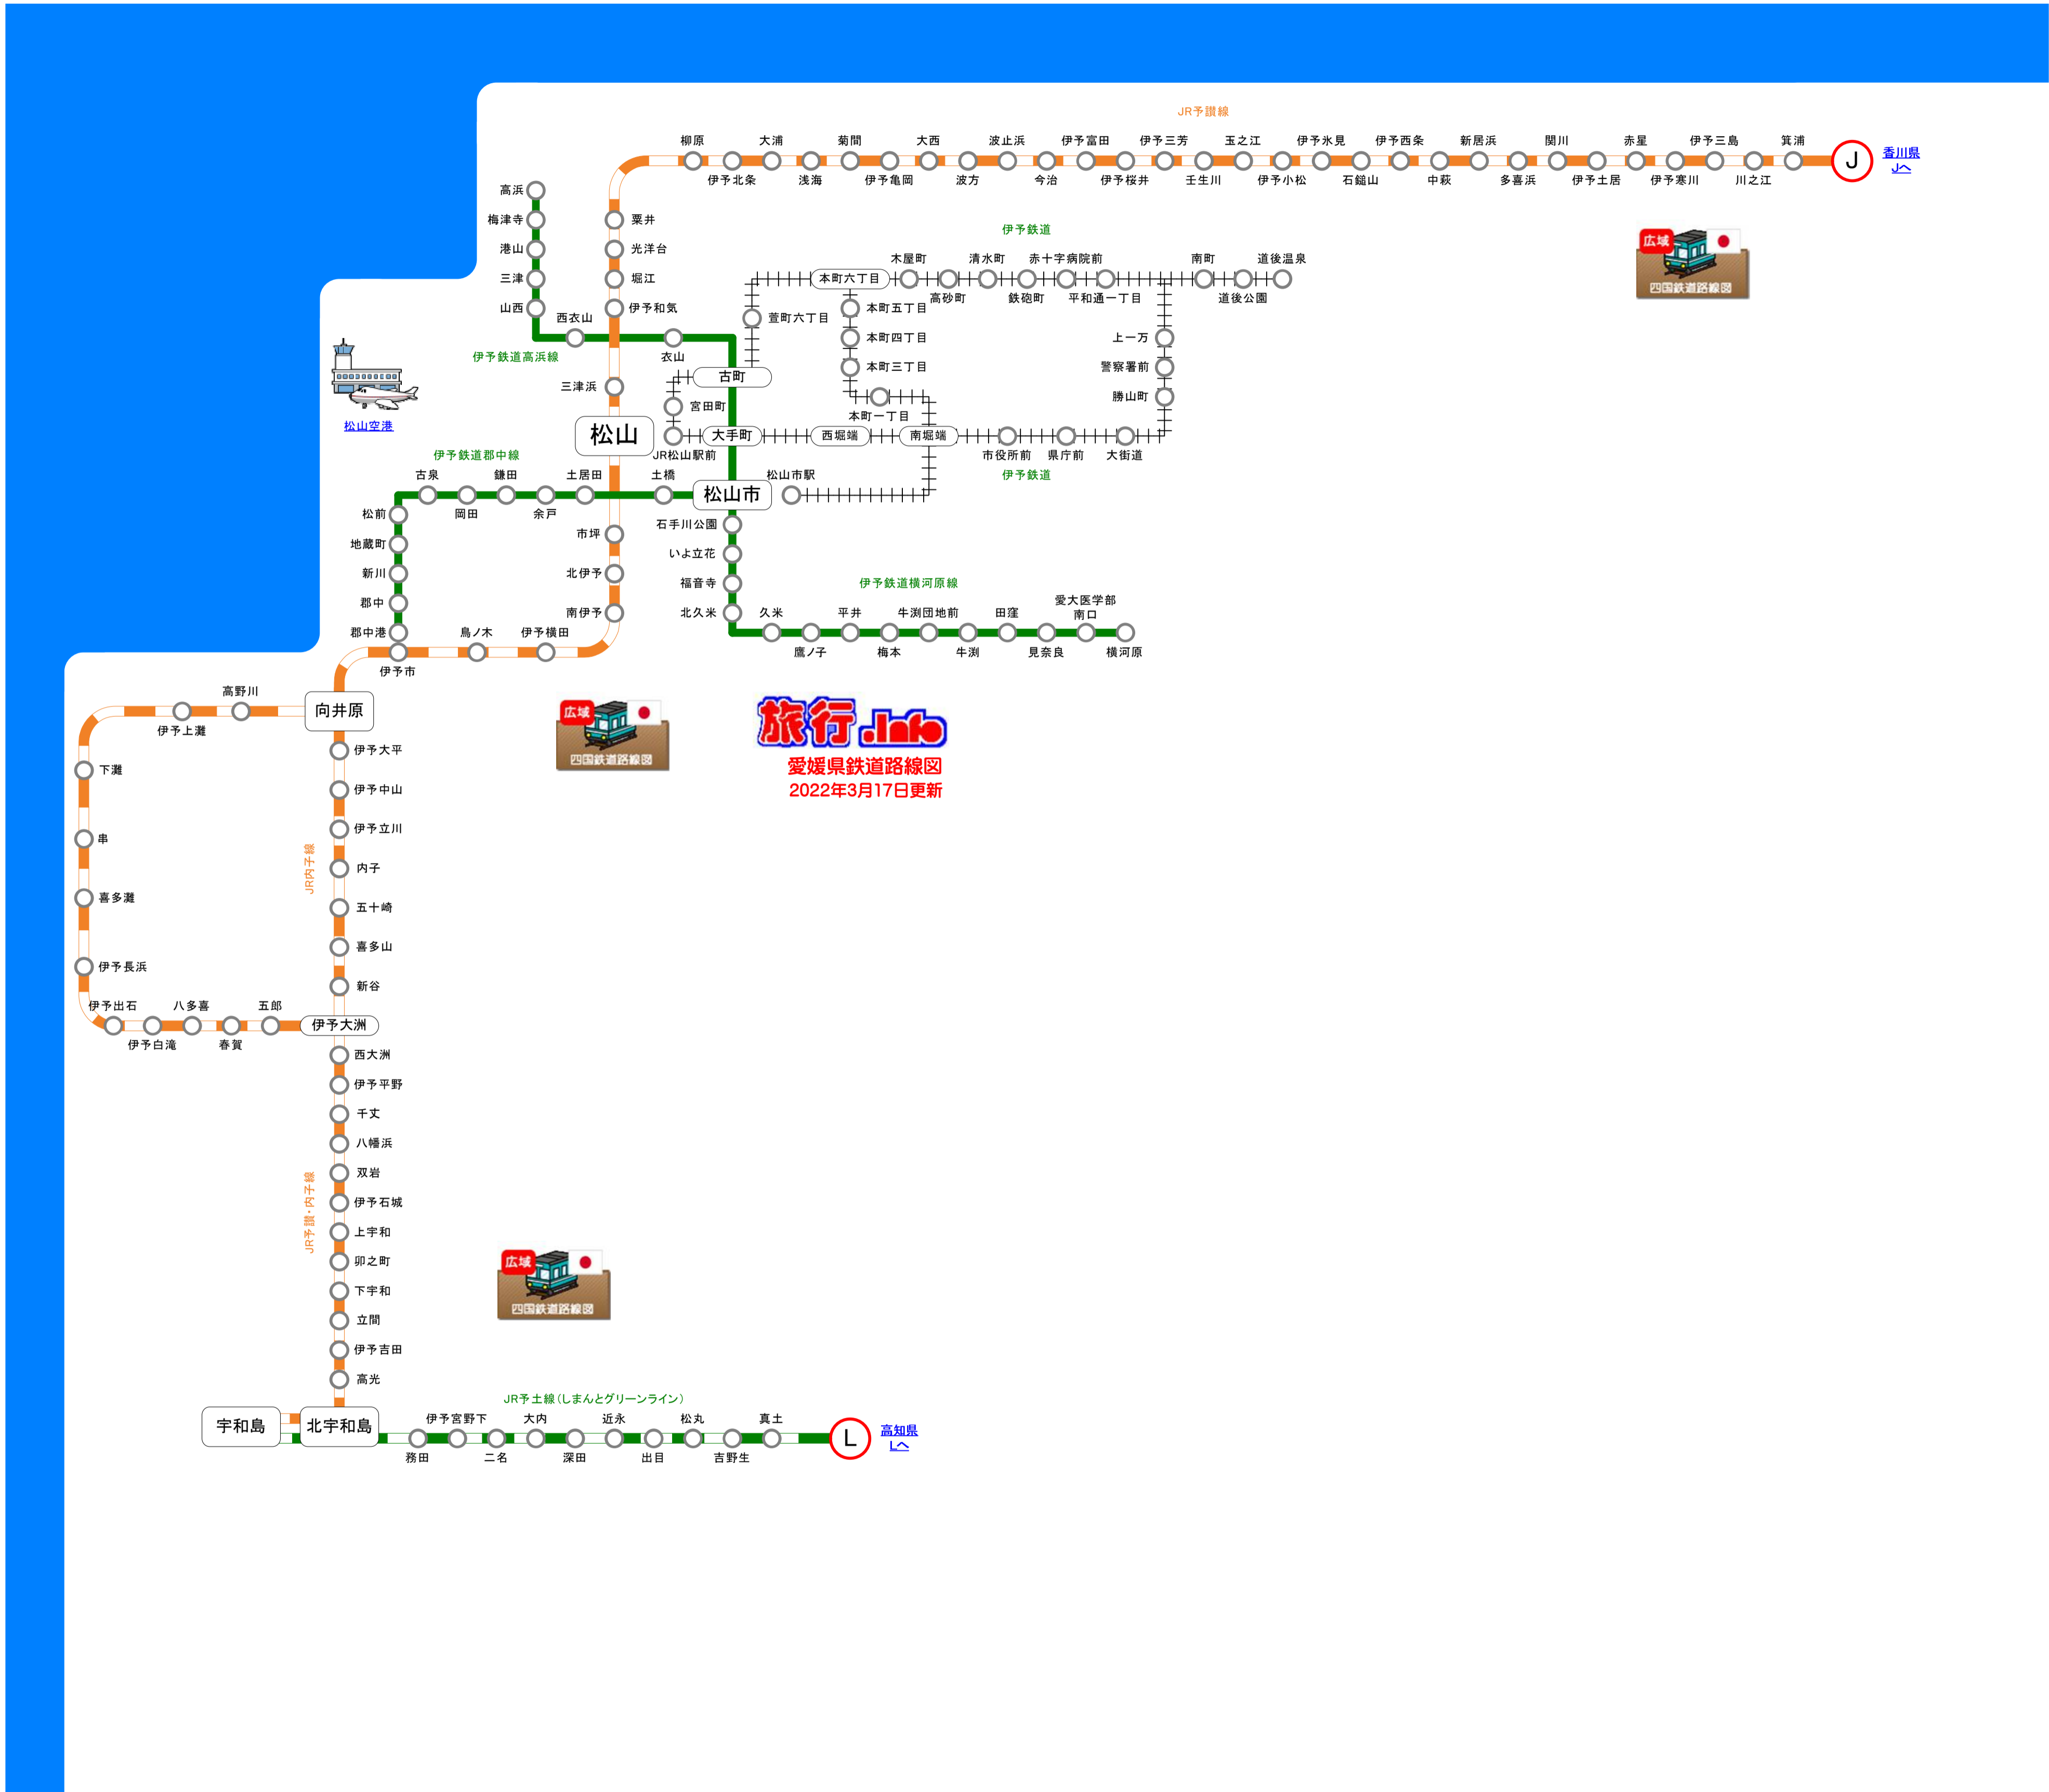 JR予讃線
柳原
大浦
菊間
大西
波止浜
伊予富田
伊予三芳
玉之江
伊予氷見
伊予西条
新居浜
関川
赤星
伊予三島
箕浦
J
香川県
Jへ
伊予北条
浅海
伊予亀岡
波方
今治
伊予桜井
壬生川
伊予小松
石鎚山
中萩
多喜浜
伊予土居
伊予寒川
川之江
高浜
梅津寺
港山
三津
山西
西衣山
伊予鉄道高浜線
衣山
粟井
光洋台
堀江
伊予和気
三津浜
松山
伊予鉄道
木屋町
清水町
赤十字病院前
南町
道後温泉
本町六丁目
高砂町
鉄砲町
平和通一丁目
道後公園
萱町六丁目
本町五丁目
本町四丁目
本町三丁目
本町一丁目
上一万
警察署前
勝山町
古町
宮田町
JR松山駅前
大手町
西堀端
南堀端
市役所前
県庁前
大街道
伊予鉄道
松山市駅
広域
四国鉄道路線図
松山空港
伊予鉄道郡中線
古泉
鎌田
土居田
土橋
松山市
岡田
余戸
松前
地蔵町
新川
郡中
郡中港
伊予市
鳥ノ木
伊予横田
市坪
北伊予
南伊予
石手川公園
いよ立花
福音寺
北久米
伊予鉄道横河原線
久米
平井
牛渕団地前
田窪
愛大医学部
南口
鷹ノ子
梅本
牛渕
見奈良
横河原
高野川
伊予上灘
向井原
下灘
串
喜多灘
伊予長浜
伊予出石
八多喜
五郎
伊予白滝
春賀
伊予大洲
伊予大平
伊予中山
伊予立川
内子
五十崎
喜多山
新谷
JR内子線
広域
四国鉄道路線図
旅行.Info
愛媛県鉄道路線図
2022年3月17日更新
西大洲
伊予平野
千丈
八幡浜
双岩
伊予石城
上宇和
卯之町
下宇和
立間
伊予吉田
高光
JR予讃・内子線
広域
四国鉄道路線図
宇和島
北宇和島
JR予土線(しまんとグリーンライン)
伊予宮野下
大内
近永
松丸
真土
務田
二名
深田
出目
吉野生
L
高知県
Lへ